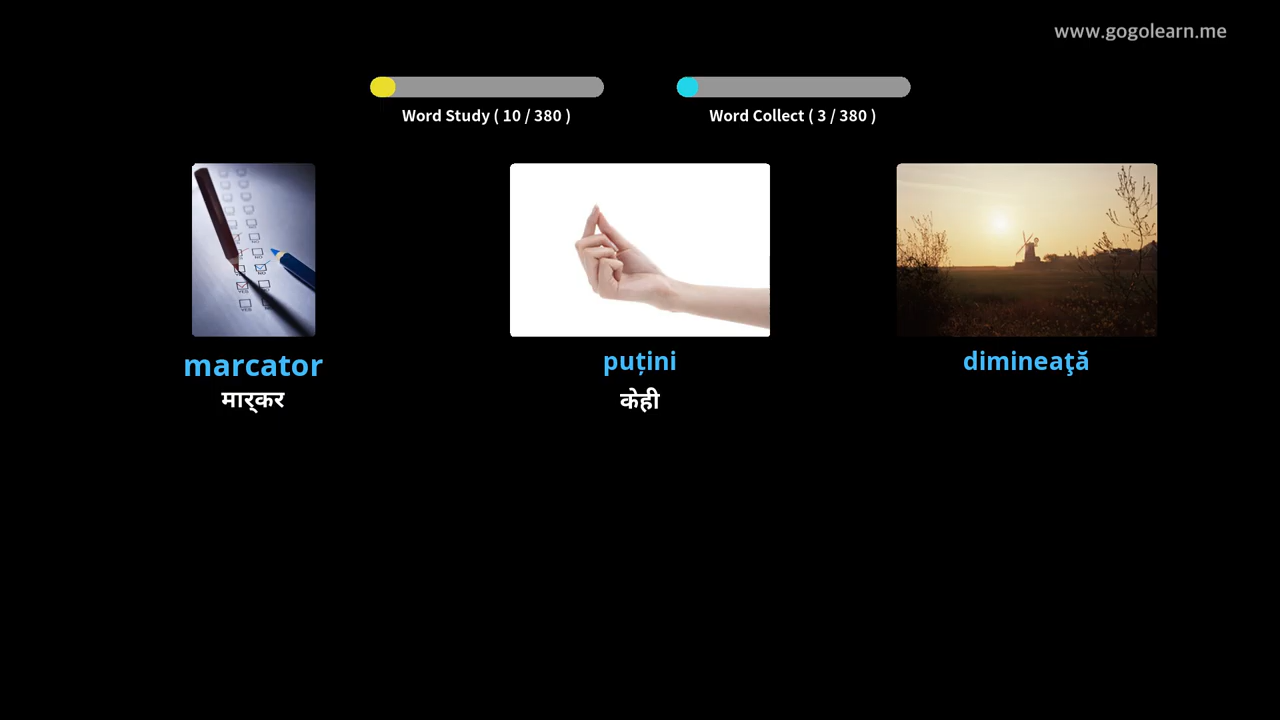 www.gogolearn.me
Word Study ( 10 / 380 )
Word Collect ( 3 / 380 )
marcator
मार्‌कर
puțini
केही
dimineaţă